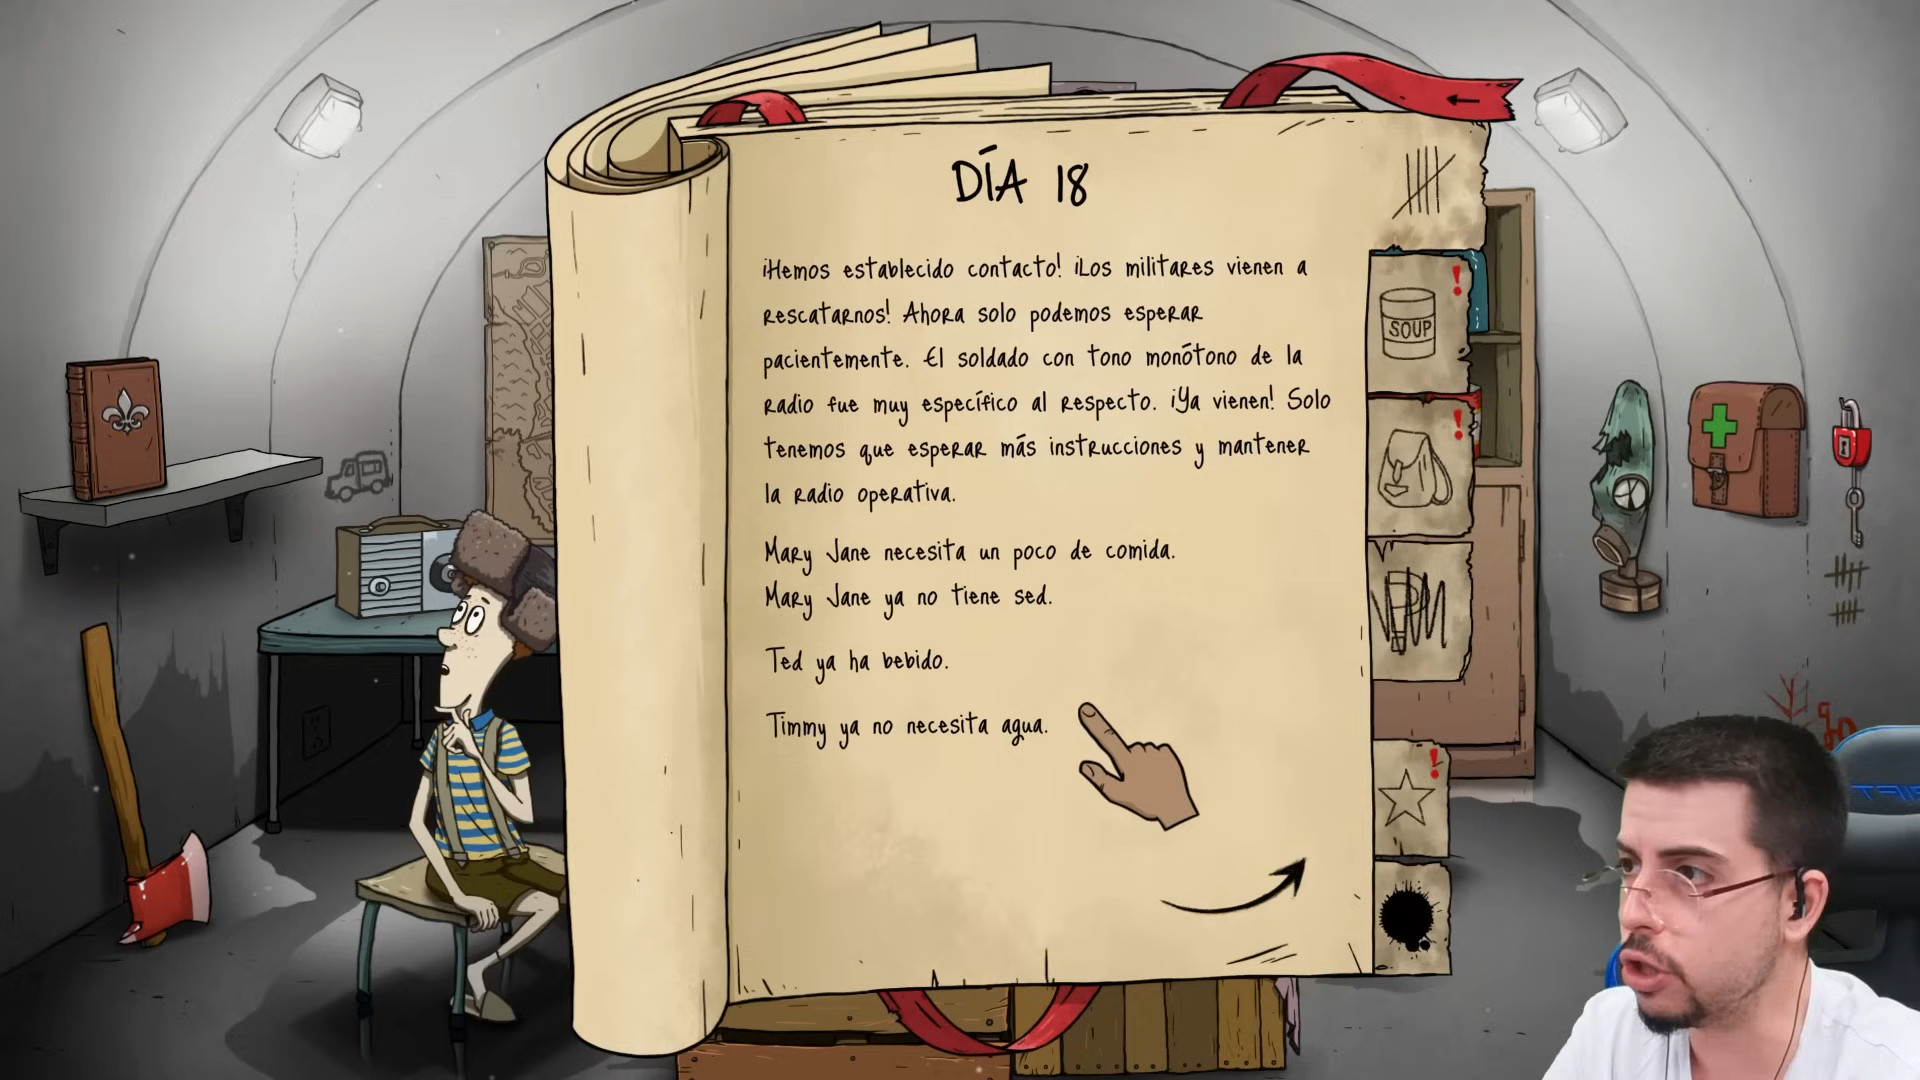 DÍA 18
¡Hemos establecido contacto! ¡Los militares vienen a
rescatarnos! Ahora solo podemos esperar
pacientemente. El soldado con tono monótono de la
radio fue muy específico al respecto. ¡Ya vienen! Solo
tenemos que esperar más instrucciones y mantener
la radio operativa.
Mary Jane necesita un poco de comida.
Mary Jane ya no tiene sed.
Ted ya ha bebido.
Timmy ya no necesita agua.
!
SOUP
!
!